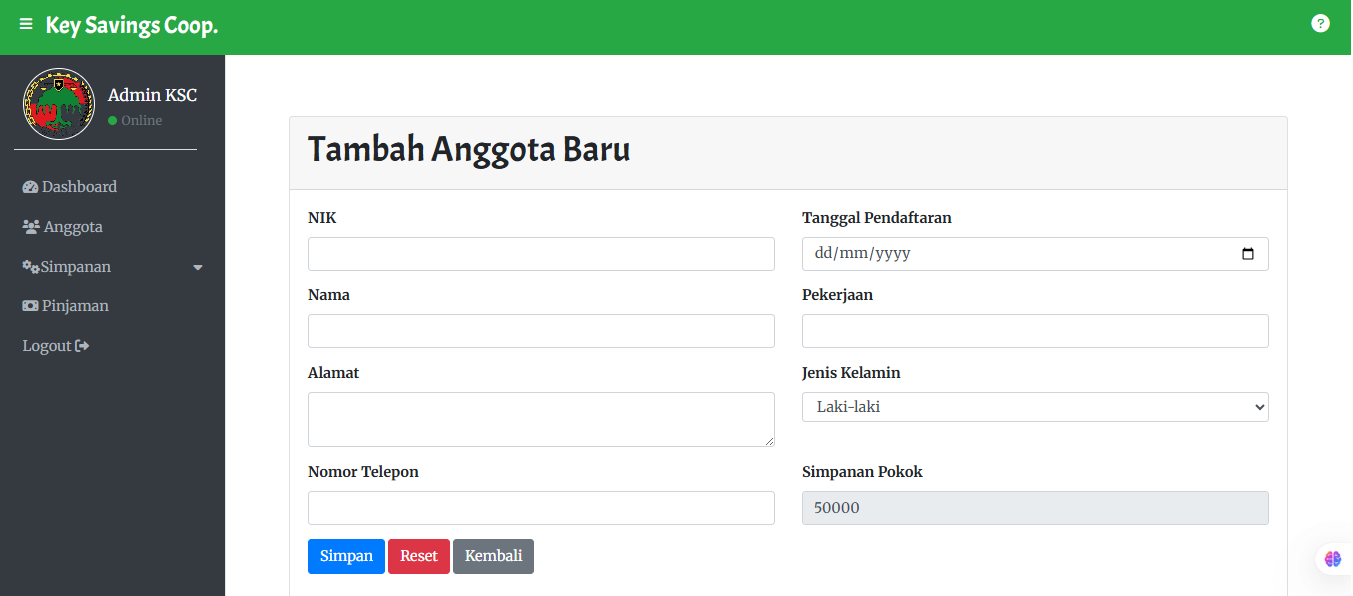 Key Savings Coop.
?
Admin KSC
Online
Dashboard
Anggota
Simpanan
Pinjaman
Logout
Tambah Anggota Baru
NIK
Tanggal Pendaftaran
dd/mm/yyyy
Nama
Pekerjaan
Alamat
Jenis Kelamin
Laki-laki
Nomor Telepon
Simpanan Pokok
50000
Simpan
Reset
Kembali